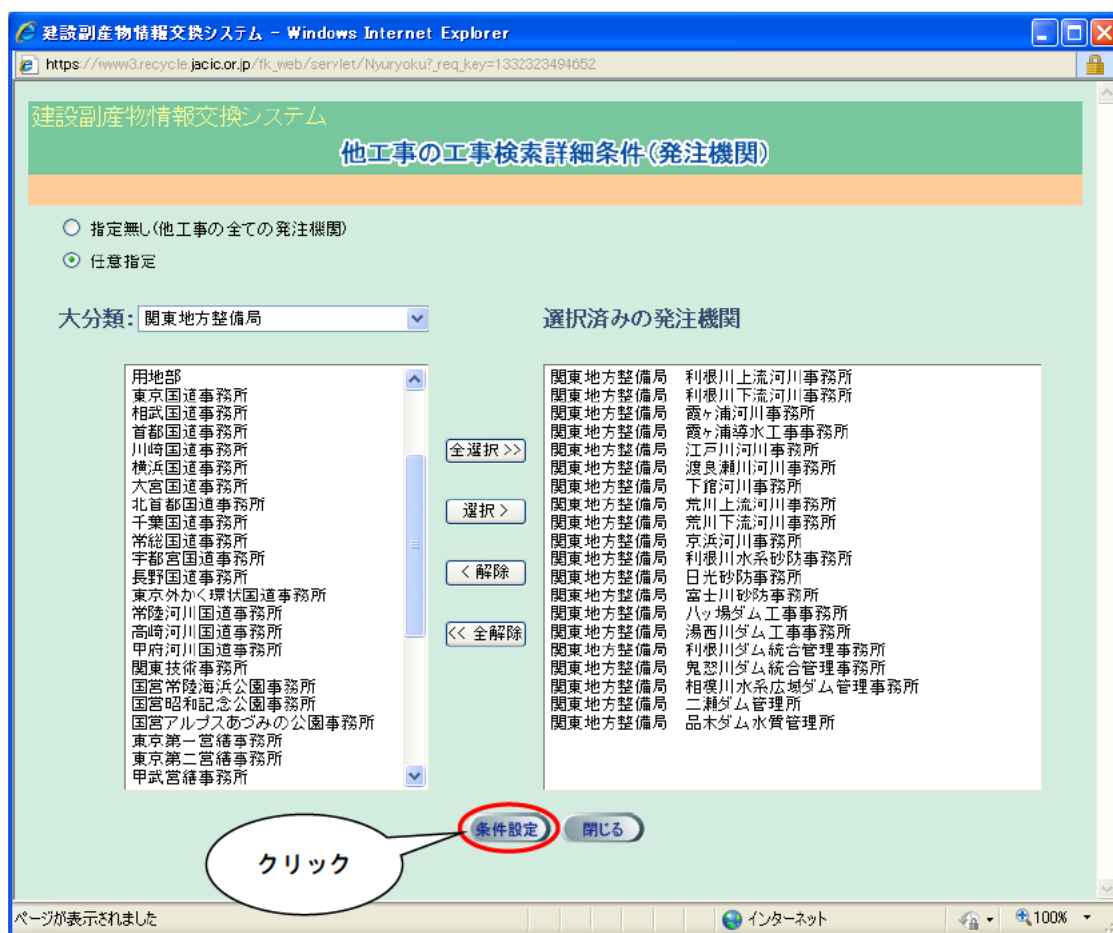 建設副産物情報交換システム - Windows Internet Explorer
https://www3.recycle.jacic.or.jp/fk_web/servlet/Nyuryoku?_req_key=1332323494652
建設副産物情報交換システム
他工事の工事検索詳細条件(発注機関)
指定無し(他工事の全ての発注機関)
任意指定
大分類: 関東地方整備局
選択済みの発注機関
用地部
東京国道事務所
相武国道事務所
首都国道事務所
川崎国道事務所
横浜国道事務所
大宮国道事務所
北首都国道事務所
千葉国道事務所
常総国道事務所
宇都宮国道事務所
長野国道事務所
東京外かく環状国道事務所
常陸河川国道事務所
高崎河川国道事務所
甲府河川国道事務所
関東技術事務所
国営常陸海浜公園事務所
国営昭和記念公園事務所
国営アルプスあづみの公園事務所
東京第一営繕事務所
東京第二営繕事務所
甲武営繕事務所
全選択 >>
選択 >
< 解除
<< 全解除
関東地方整備局 利根川上流河川事務所
関東地方整備局 利根川下流河川事務所
関東地方整備局 霞ヶ浦河川事務所
関東地方整備局 霞ヶ浦導水工事事務所
関東地方整備局 江戸川河川事務所
関東地方整備局 渡良瀬川河川事務所
関東地方整備局 下館河川事務所
関東地方整備局 荒川上流河川事務所
関東地方整備局 荒川下流河川事務所
関東地方整備局 京浜河川事務所
関東地方整備局 利根川水系砂防事務所
関東地方整備局 日光砂防事務所
関東地方整備局 富士川砂防事務所
関東地方整備局 八ッ場ダム工事事務所
関東地方整備局 湯西川ダム工事事務所
関東地方整備局 利根川ダム統合管理事務所
関東地方整備局 鬼怒川ダム統合管理事務所
関東地方整備局 相模川水系広域ダム管理事務所
関東地方整備局 二瀬ダム管理所
関東地方整備局 品木ダム水質管理所
条件設定
閉じる
クリック
ページが表示されました
インターネット
100%